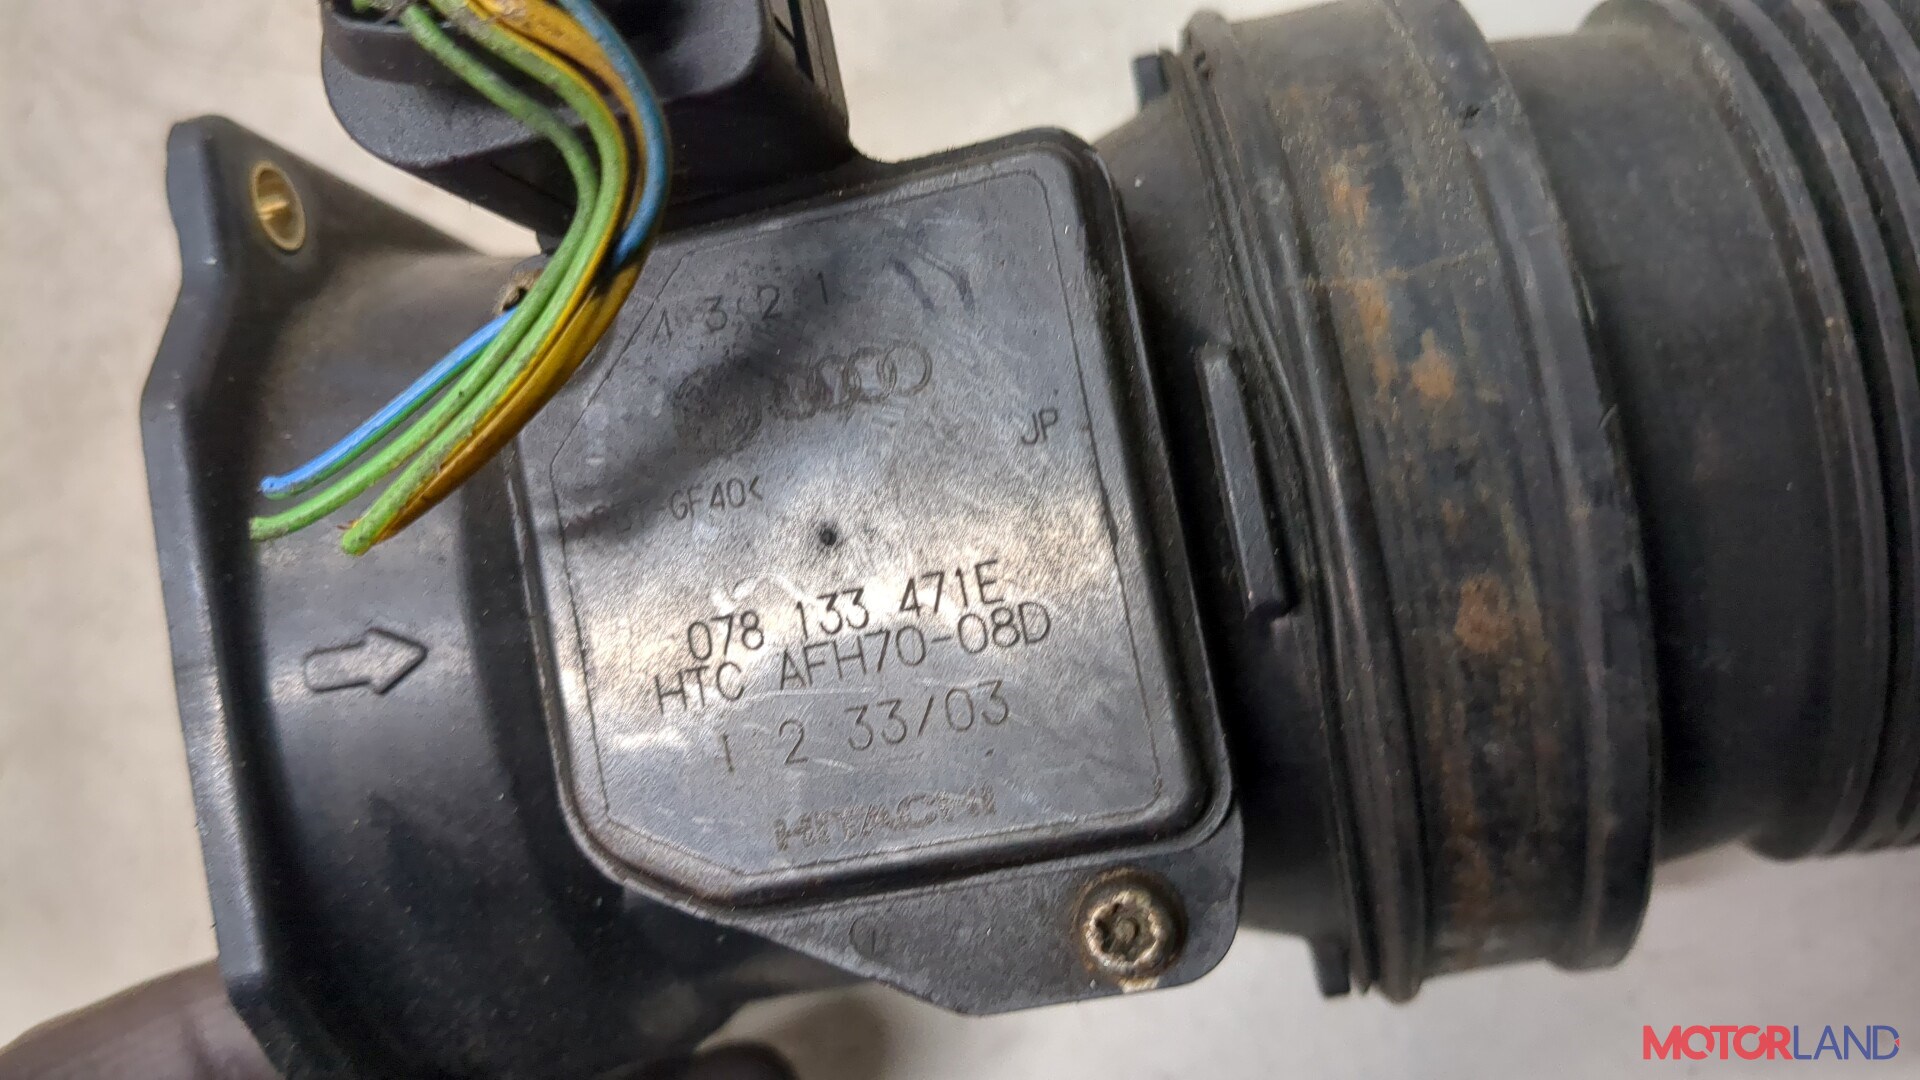 4 3 2 1
JP
GF40<
078 133 471E
HTC AFH70-08D
1 2 33/03
HITACHI
MOTORLAND